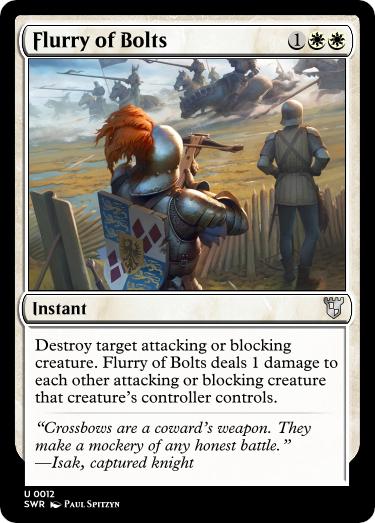 Flurry of Bolts 1
Instant
Destroy target attacking or blocking
creature. Flurry of Bolts deals 1 damage to
each other attacking or blocking creature
that creature's controller controls.
“Crossbows are a coward's weapon. They
make a mockery of any honest battle.”
—Isak, captured knight
U 0012
SWR Paul Spitzyn